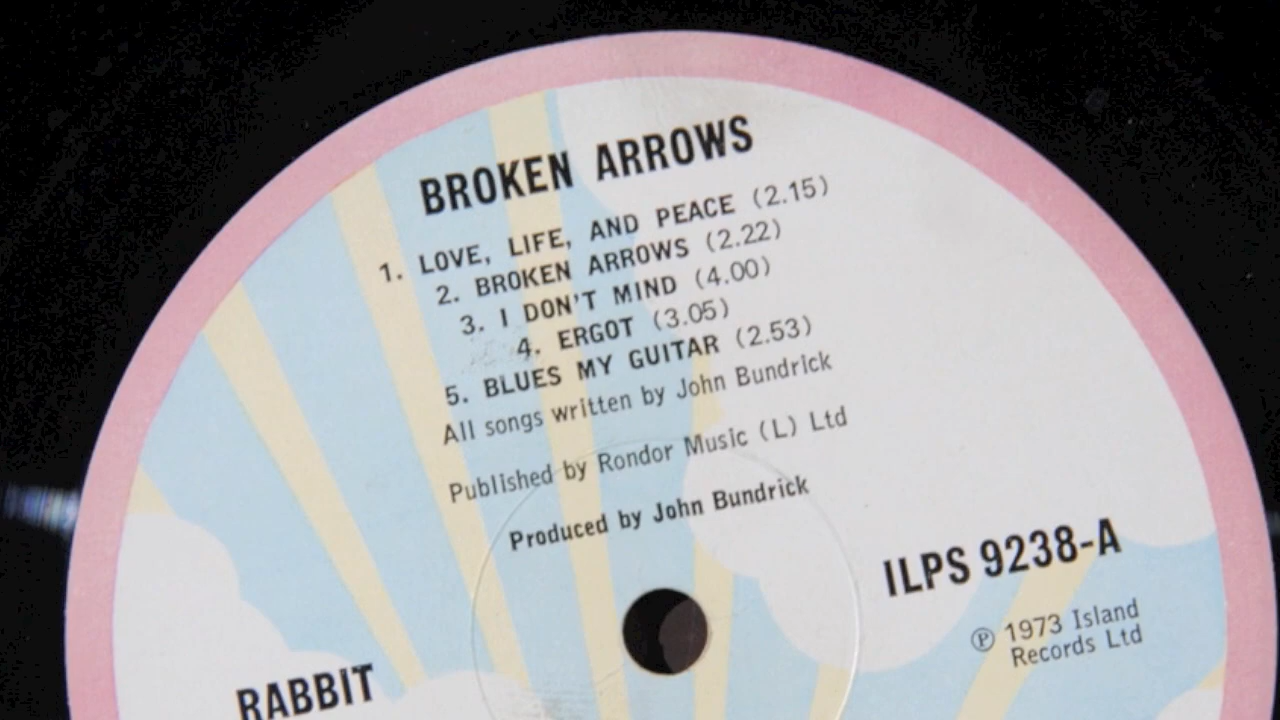 BROKEN ARROWS
1. LOVE, LIFE, AND PEACE (2.15)
2. BROKEN ARROWS (2.22)
3. I DON'T MIND (4.00)
4. ERGOT (3.05)
5. BLUES MY GUITAR (2.53)
All songs written by John Bundrick
Published by Rondor Music (L) Ltd
Produced by John Bundrick
ILPS 9238-A
℗ 1973 Island
Records Ltd
RABBIT